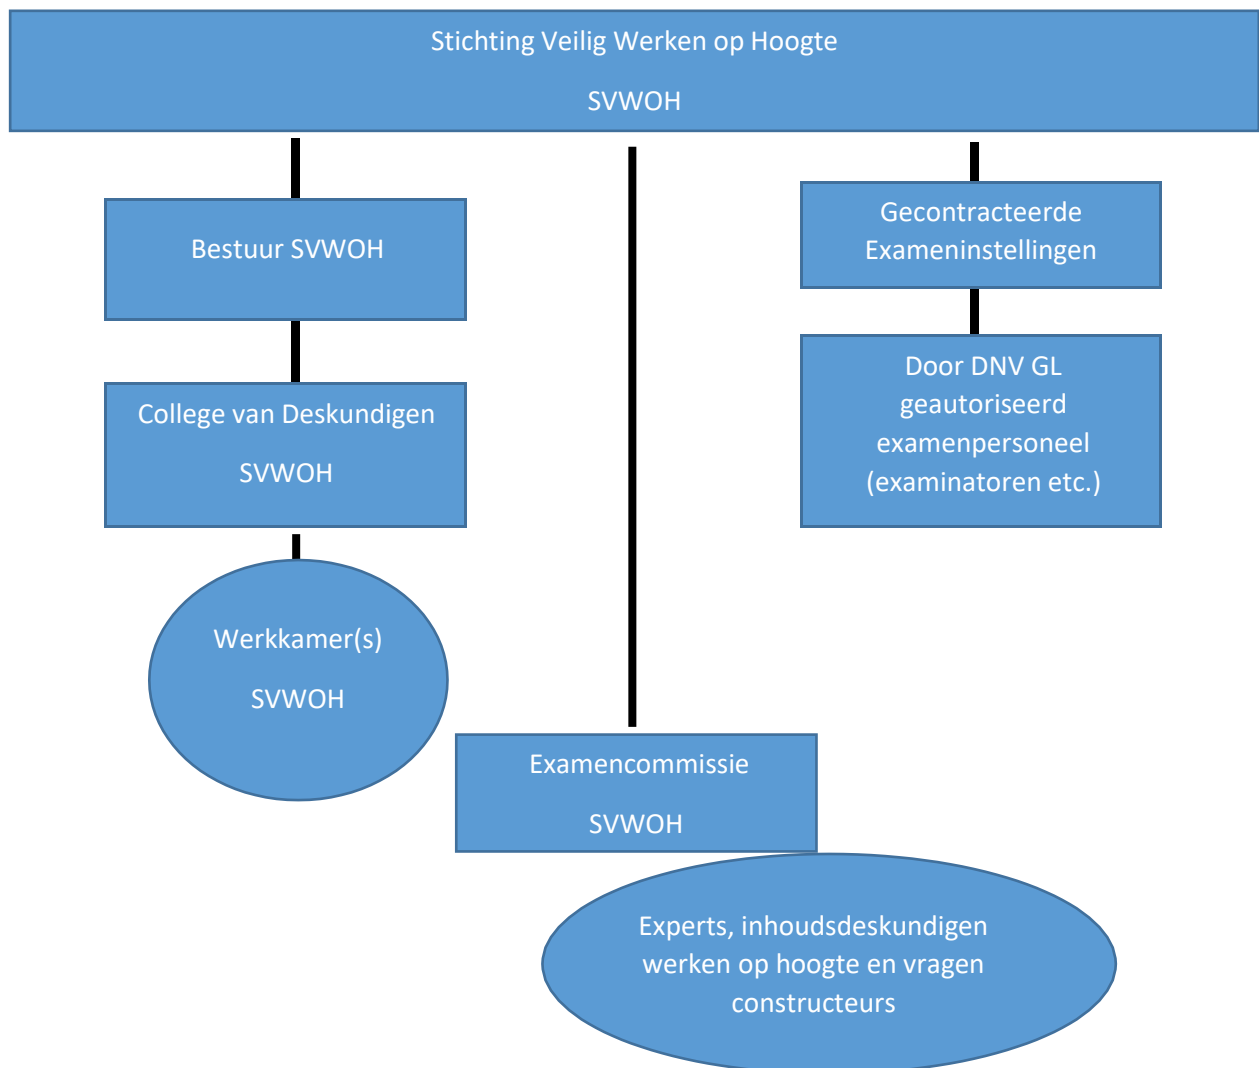 Stichting Veilig Werken op Hoogte
SVWOH
Bestuur SVWOH
College van Deskundigen
SVWOH
Werkkamer(s)
SVWOH
Examencommissie
SVWOH
Experts, inhoudsdeskundigen
werken op hoogte en vragen
constructeurs
Gecontracteerde
Exameninstellingen
Door DNV GL
geautoriseerd
examenpersoneel
(examinatoren etc.)